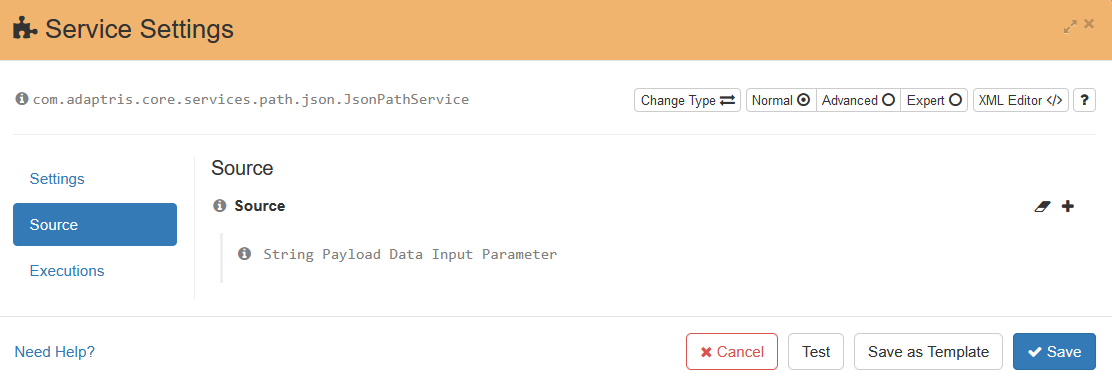 Service Settings
com.adaptris.core.services.path.json.JsonPathService
Change Type Normal Advanced Expert XML Editor </> ?
Settings
Source
Executions
Source
Source
String Payload Data Input Parameter
Need Help? Cancel Test Save as Template Save